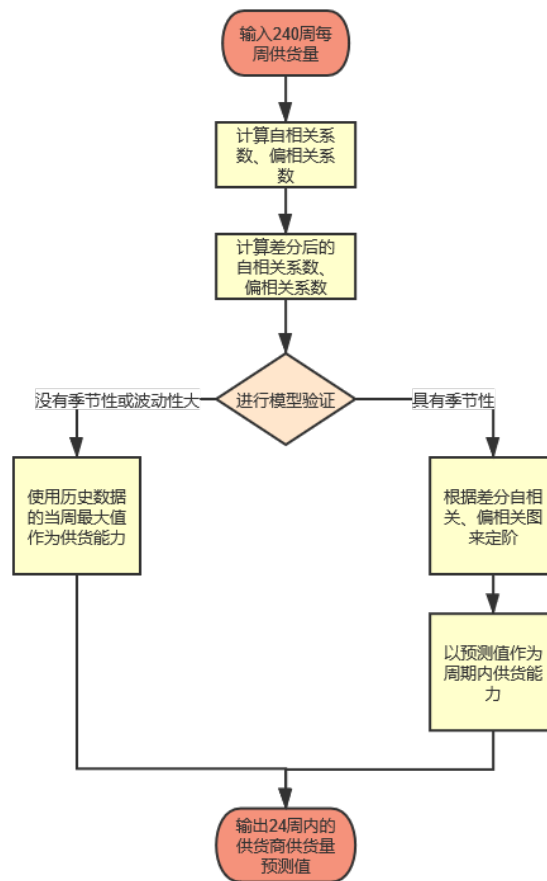 输入240周每
周供货量
计算自相关系
数、偏相关系
数
计算差分后的
自相关系数、
偏相关系数
没有季节性或波动性大
进行模型验证
具有季节性
使用历史数据
的当周最大值
作为供货能力
根据差分自相
关、偏相关图
来定阶
以预测值作为
周期内供货能
力
输出24周内的
供货商供货量
预测值